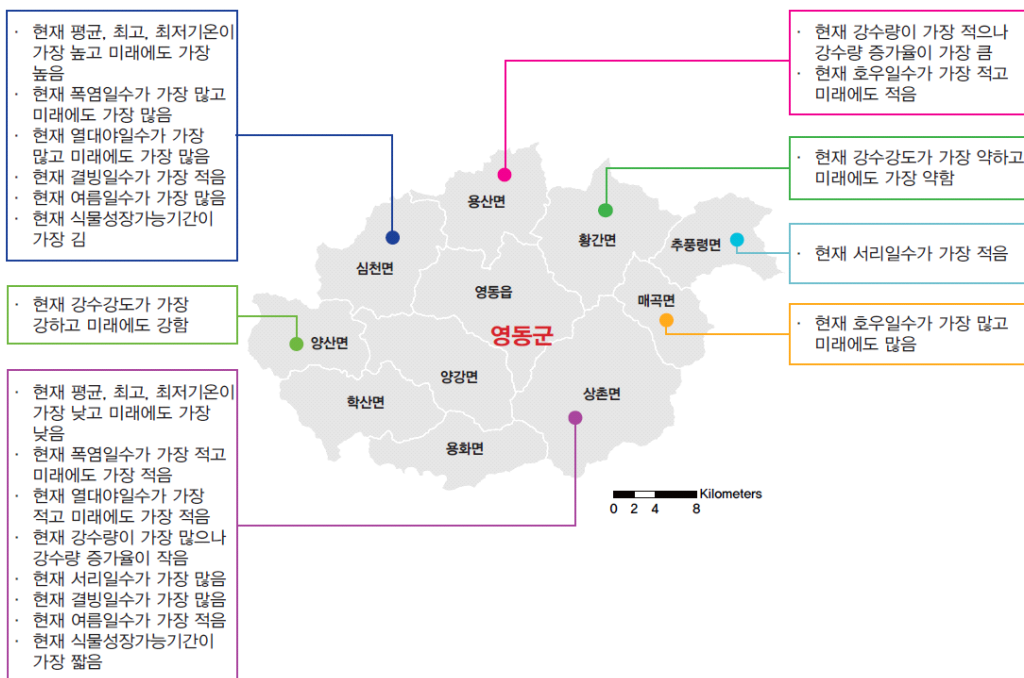 · 현재 평균, 최고, 최저기온이
가장 높고 미래에도 가장
높음
· 현재 폭염일수가 가장 많고
미래에도 가장 많음
· 현재 열대야일수가 가장
많고 미래에도 가장 많음
· 현재 결빙일수가 가장 적음
· 현재 여름일수가 가장 많음
· 현재 식물성장가능기간이
가장 김
· 현재 강수강도가 가장
강하고 미래에도 강함
· 현재 평균, 최고, 최저기온이
가장 낮고 미래에도 가장
낮음
· 현재 폭염일수가 가장 적고
미래에도 가장 적음
· 현재 열대야일수가 가장
적고 미래에도 가장 적음
· 현재 강수량이 가장 많으나
강수량 증가율이 작음
· 현재 서리일수가 가장 많음
· 현재 결빙일수가 가장 많음
· 현재 여름일수가 가장 적음
· 현재 식물성장가능기간이
가장 짧음
용산면
황간면
추풍령면
심천면
영동읍
매곡면
영동군
양산면
양강면
학산면
상촌면
용화면
Kilometers
0 2 4 8
· 현재 강수량이 가장 적으나
강수량 증가율이 가장 큼
· 현재 호우일수가 가장 적고
미래에도 적음
· 현재 강수강도가 가장 약하고
미래에도 가장 약함
· 현재 서리일수가 가장 적음
· 현재 호우일수가 가장 많고
미래에도 많음